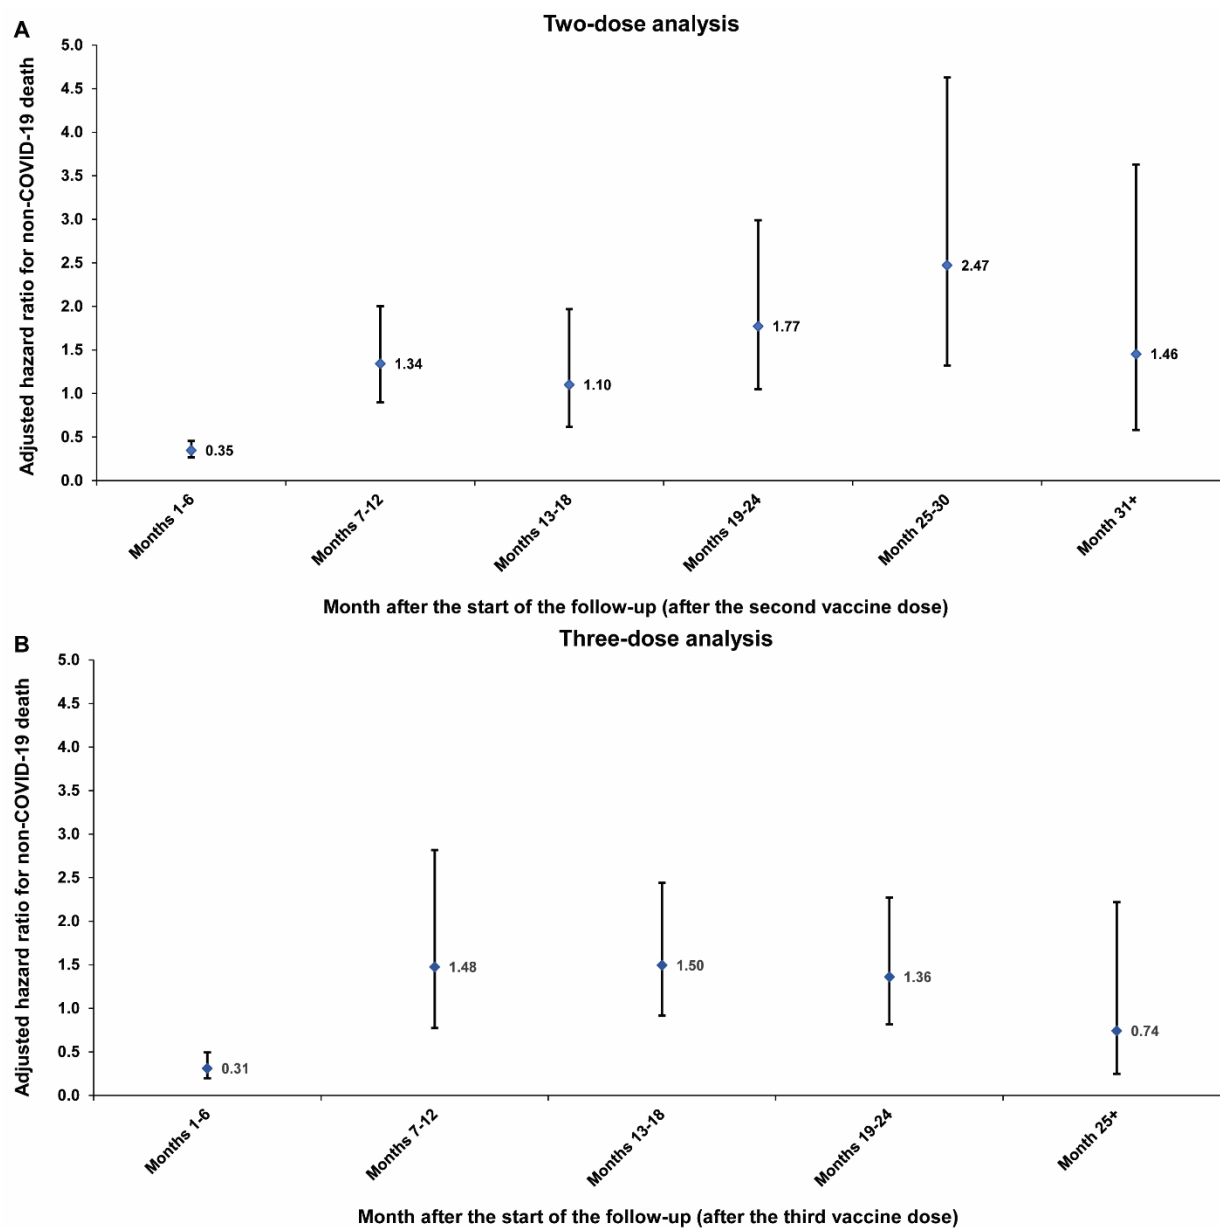 A
Two-dose analysis
Adjusted hazard ratio for non-COVID-19 death
5.0
4.5
4.0
3.5
3.0
2.5
2.0
1.5
1.0
0.5
0.0
0.35
1.34
1.10
1.77
2.47
1.46
Months 1-6
Months 7-12
Months 13-18
Months 19-24
Month 25-30
Month 31+
Month after the start of the follow-up (after the second vaccine dose)
B
Three-dose analysis
Adjusted hazard ratio for non-COVID-19 death
5.0
4.5
4.0
3.5
3.0
2.5
2.0
1.5
1.0
0.5
0.0
0.31
1.48
1.50
1.36
0.74
Months 1-6
Months 7-12
Months 13-18
Months 19-24
Month 25+
Month after the start of the follow-up (after the third vaccine dose)